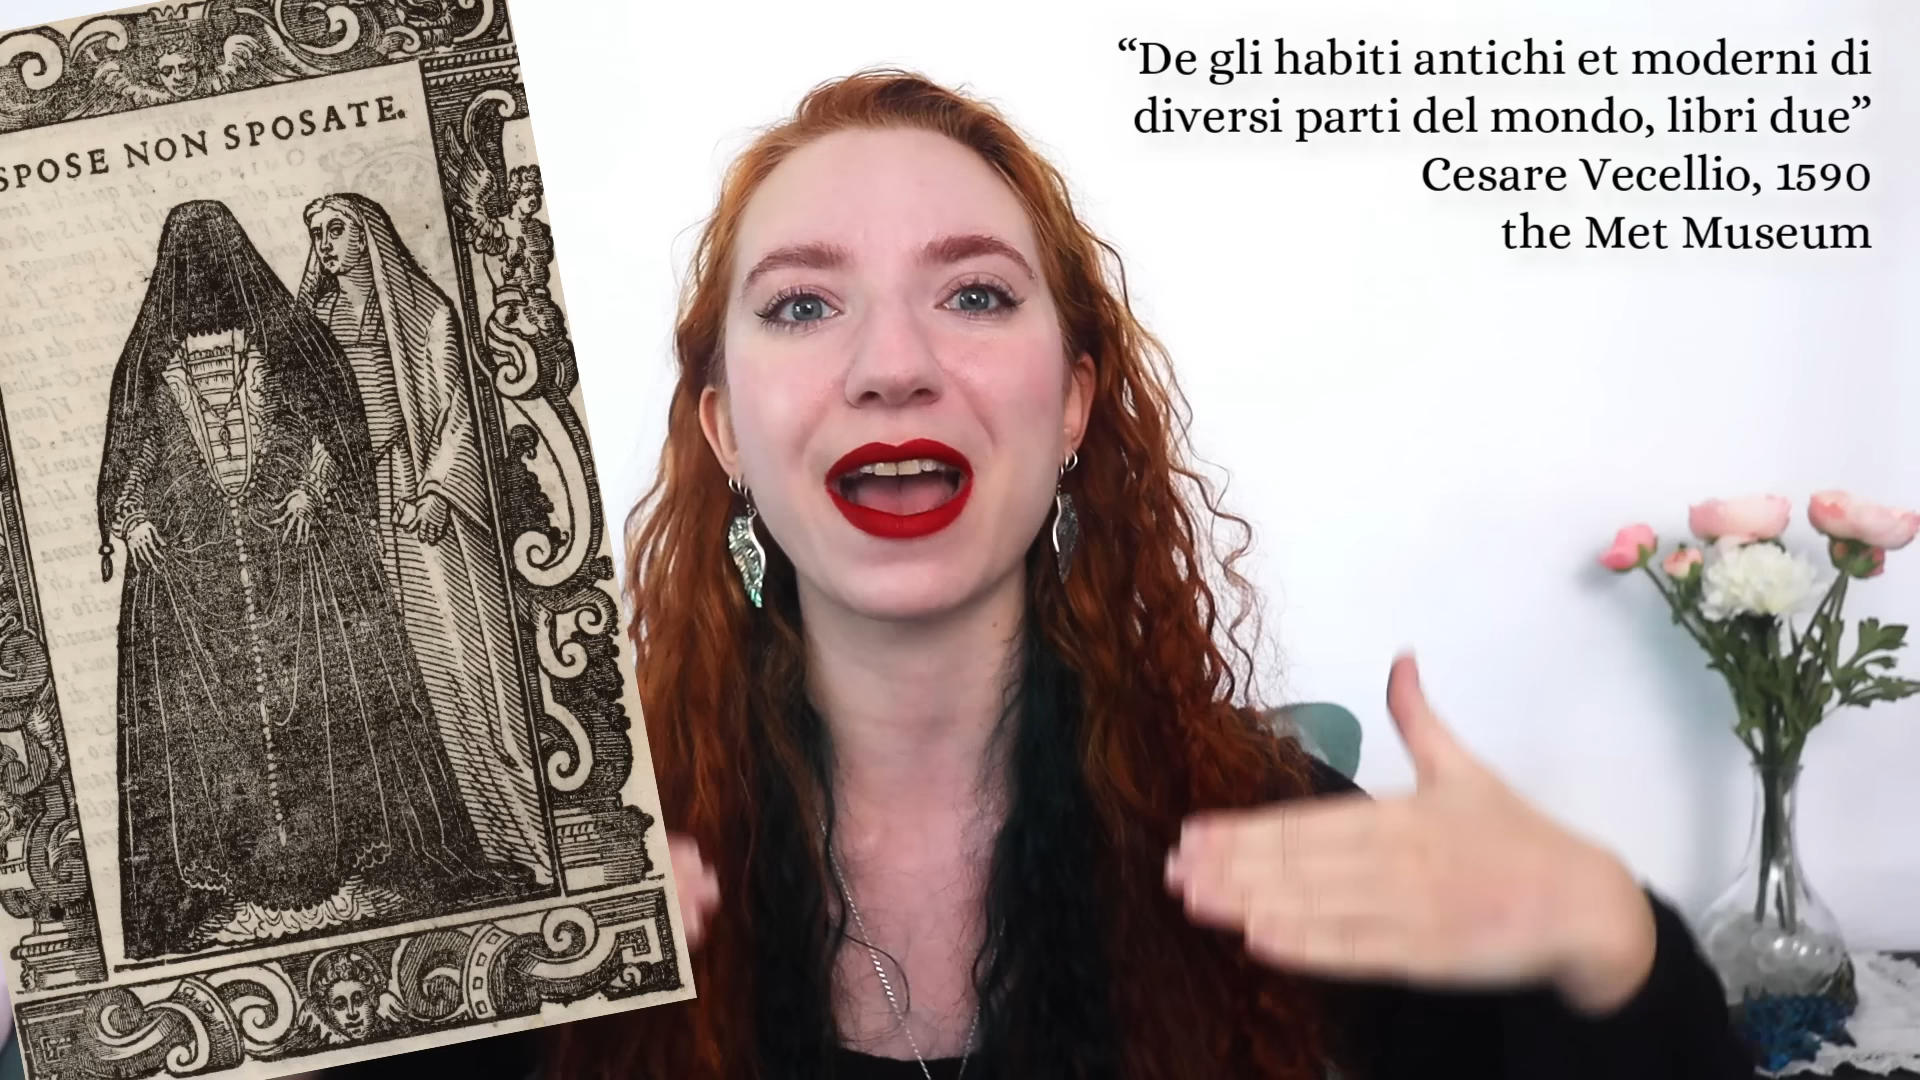 SPOSE NON SPOSATE.
“De gli habiti antichi et moderni di
diversi parti del mondo, libri due”
Cesare Vecellio, 1590
the Met Museum